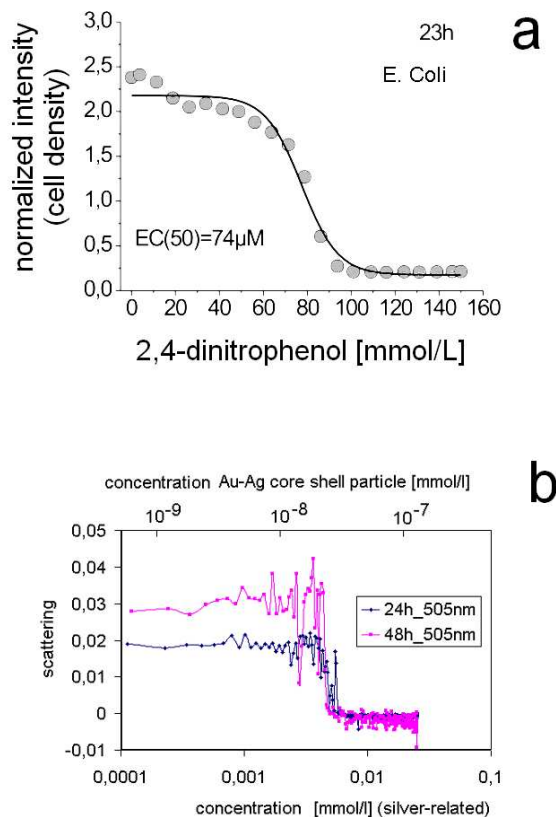 a
23h
E. Coli
normalized intensity
(cell density)
3,0
2,5
2,0
1,5
1,0
0,5
0,0
EC(50)=74µM
0 20 40 60 80 100 120 140 160
2,4-dinitrophenol [mmol/L]
b
concentration Au-Ag core shell particle [mmol/l]
10-9 10-8 10-7
scattering
0,05
0,04
0,03
0,02
0,01
0
-0,01
24h_505nm
48h_505nm
0,0001 0,001 0,01 0,1
concentration [mmol/l] (silver-related)